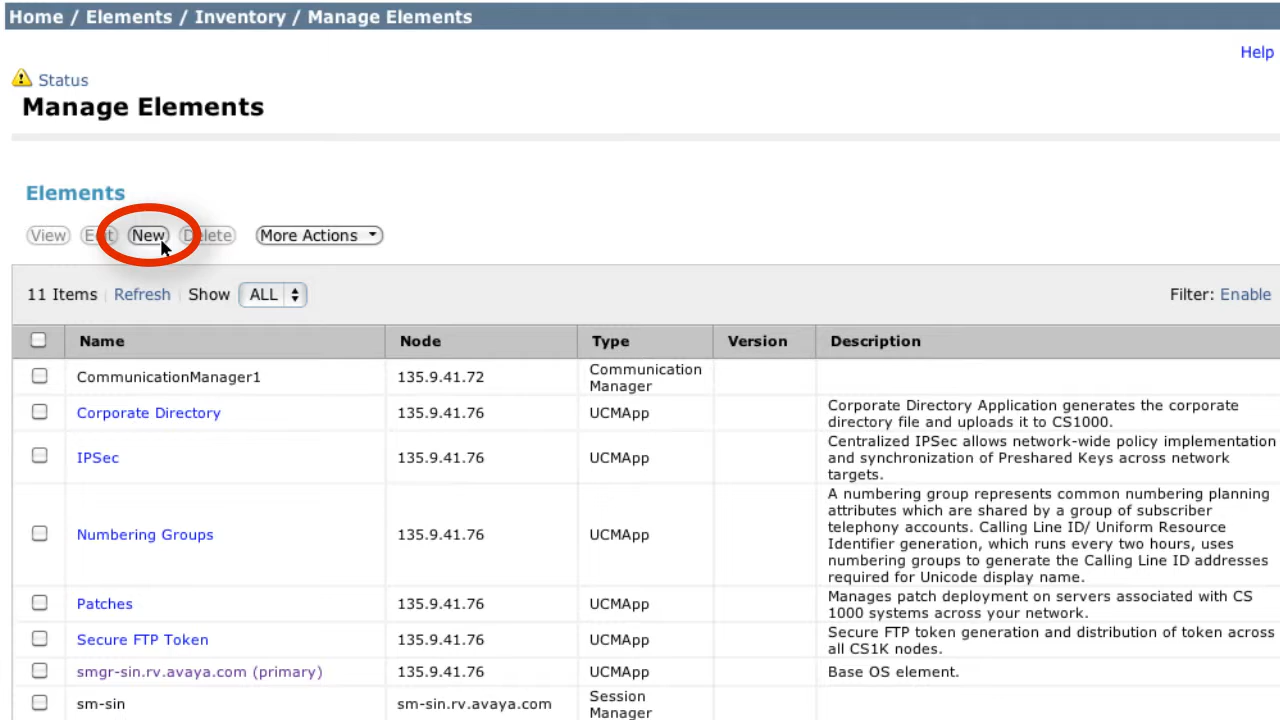 Home / Elements / Inventory / Manage Elements
Help
Status
Manage Elements
Elements
View Edit New Delete More Actions
11 Items Refresh Show ALL Filter: Enable
Name Node Type Version Description
CommunicationManager1 135.9.41.72 Communication
Manager
Corporate Directory 135.9.41.76 UCMApp Corporate Directory Application generates the corporate
directory file and uploads it to CS1000.
IPSec 135.9.41.76 UCMApp Centralized IPSec allows network-wide policy implementation
and synchronization of Preshared Keys across network
targets.
Numbering Groups 135.9.41.76 UCMApp A numbering group represents common numbering planning
attributes which are shared by a group of subscriber
telephony accounts. Calling Line ID/ Uniform Resource
Identifier generation, which runs every two hours, uses
numbering groups to generate the Calling Line ID addresses
required for Unicode display name.
Patches 135.9.41.76 UCMApp Manages patch deployment on servers associated with CS
1000 systems across your network.
Secure FTP Token 135.9.41.76 UCMApp Secure FTP token generation and distribution of token across
all CS1K nodes.
smgr-sin.rv.avaya.com (primary) 135.9.41.76 UCMApp Base OS element.
sm-sin sm-sin.rv.avaya.com Session
Manager